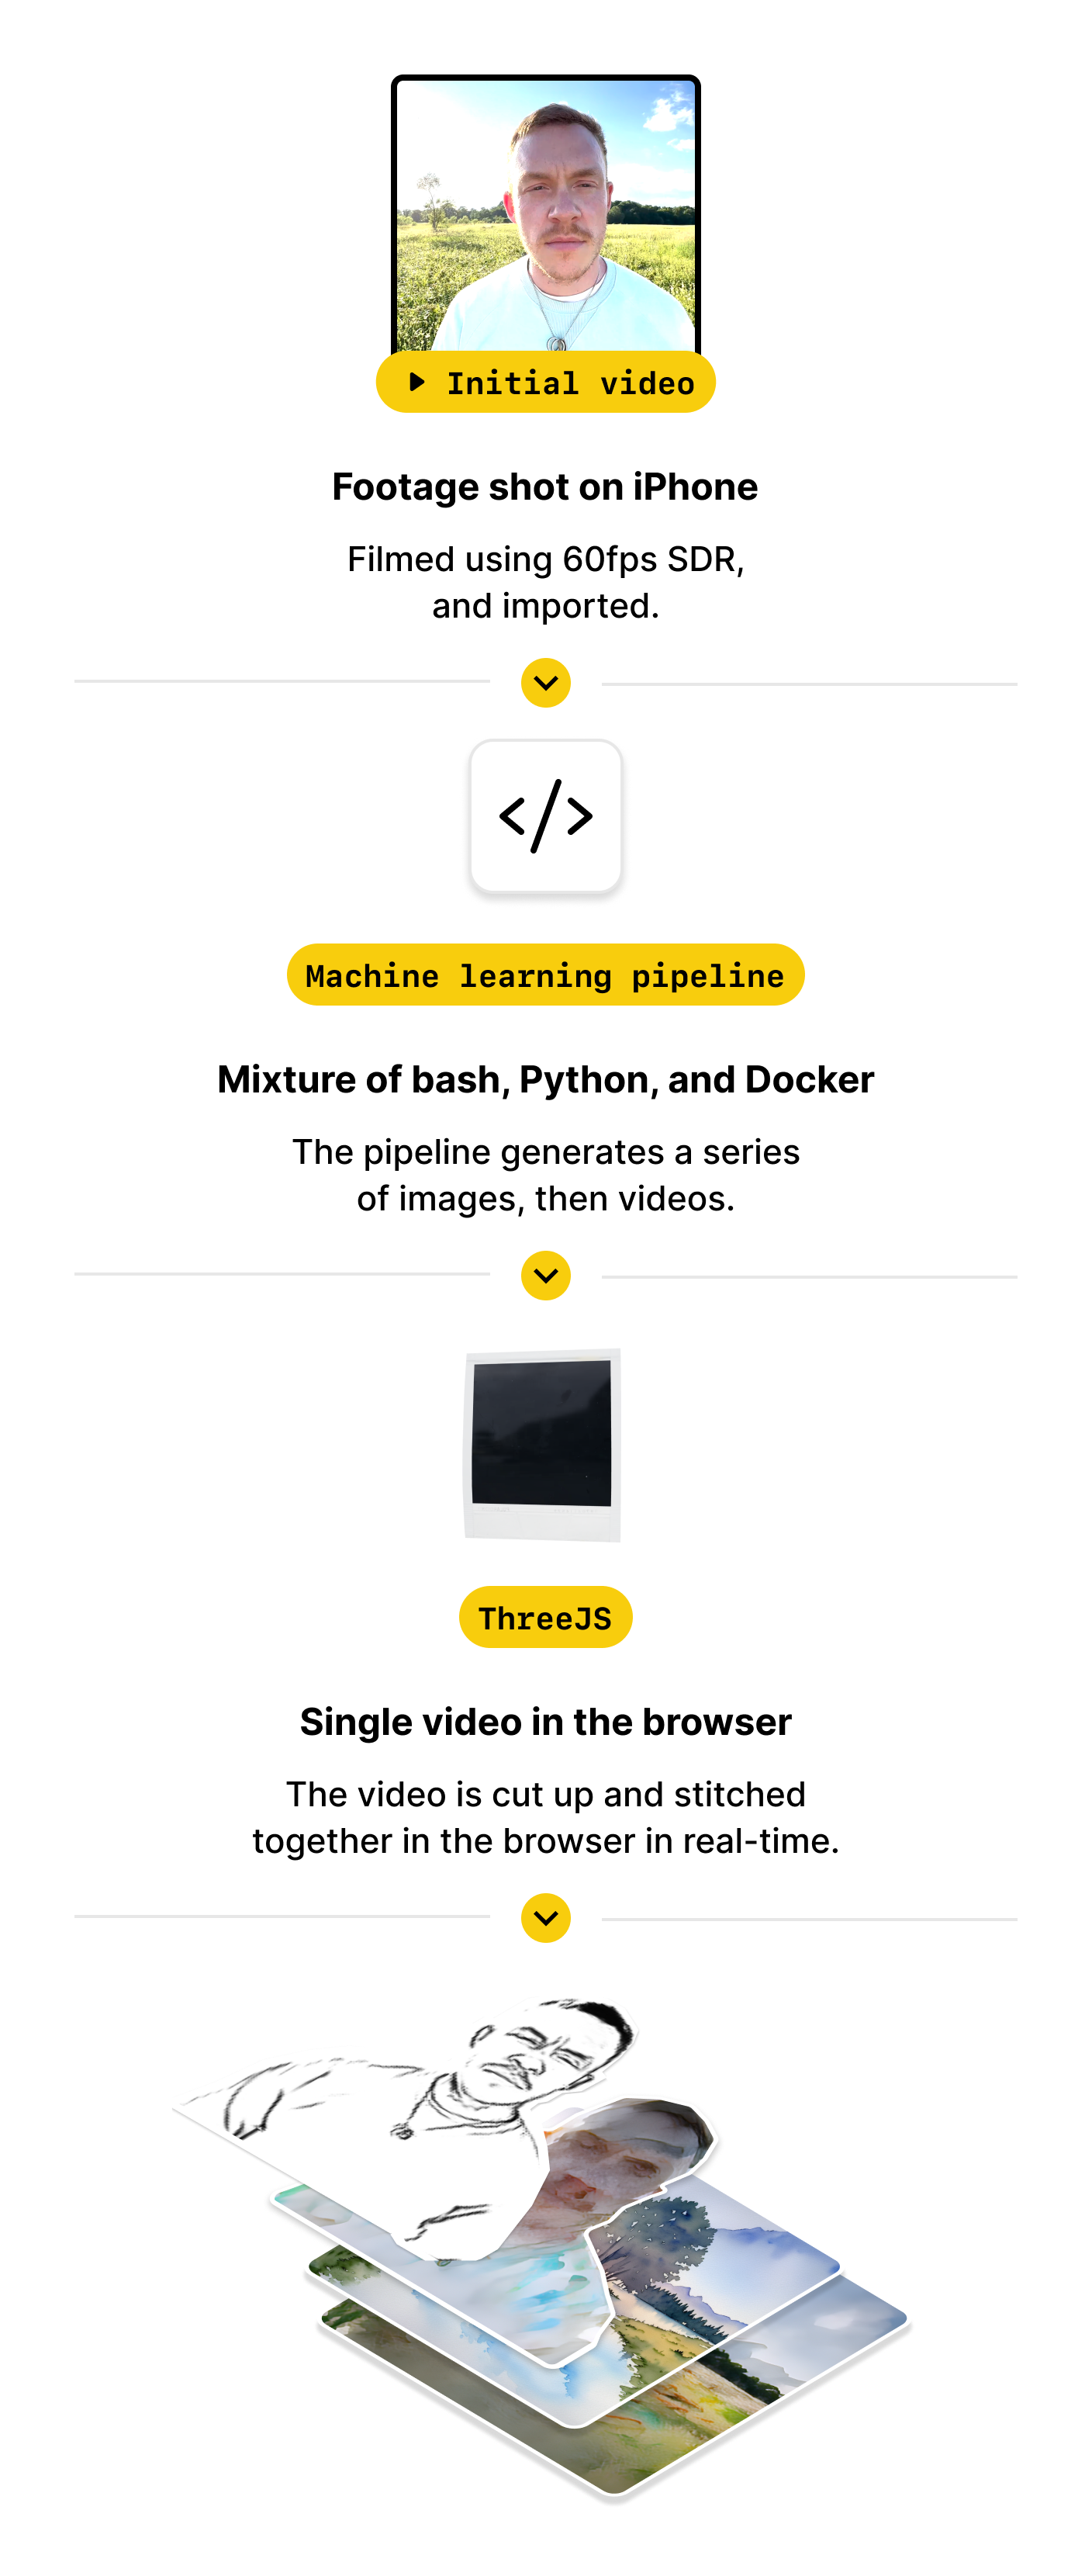 Initial video
Footage shot on iPhone
Filmed using 60fps SDR,
and imported.
</>
Machine learning pipeline
Mixture of bash, Python, and Docker
The pipeline generates a series
of images, then videos.
ThreeJS
Single video in the browser
The video is cut up and stitched
together in the browser in real-time.